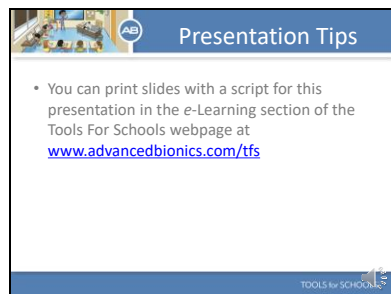 AB
Presentation Tips
• You can print slides with a script for this
presentation in the e-Learning section of the
Tools For Schools webpage at
www.advancedbionics.com/tfs
TOOLS for SCHOOLS